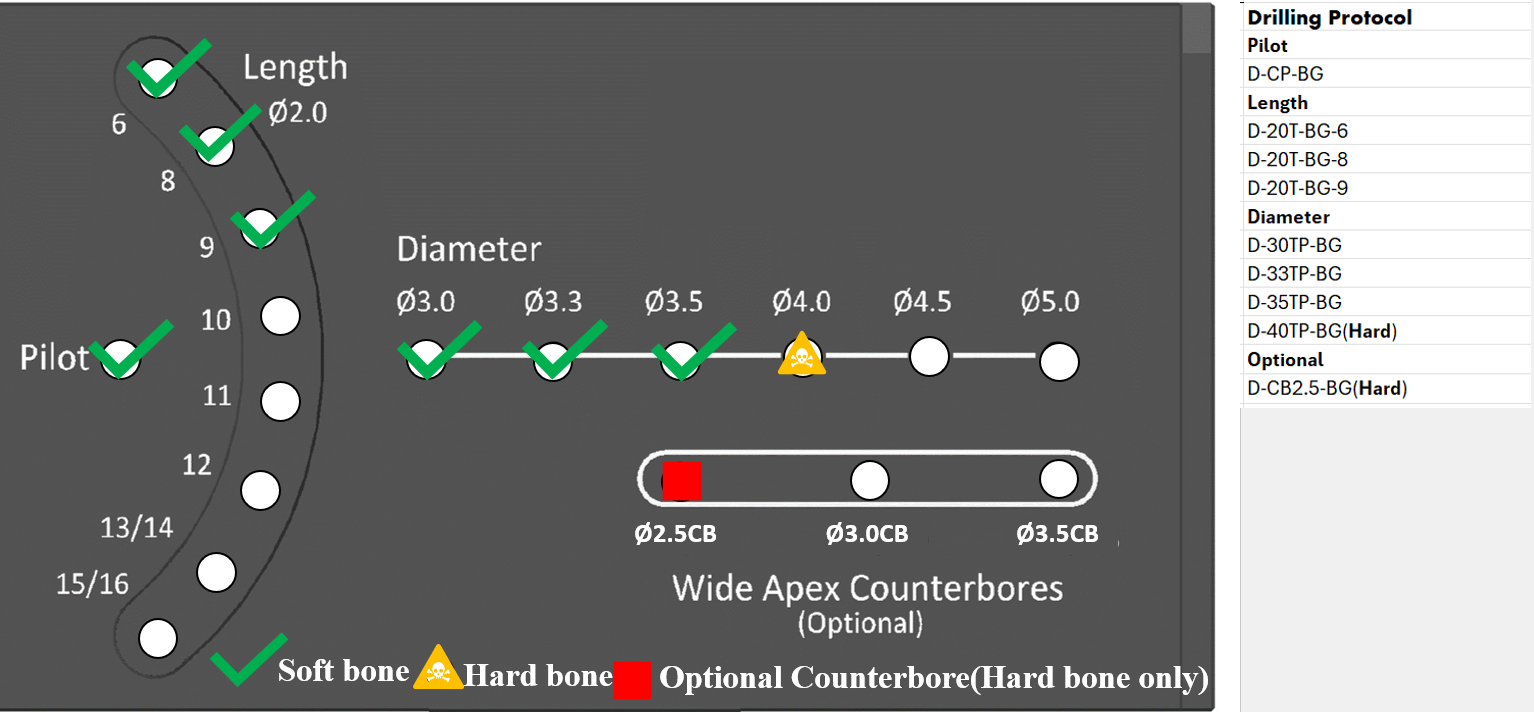 Length
Ø2.0
6
8
9
10
Pilot
11
12
13/14
15/16
Diameter
Ø3.0 Ø3.3 Ø3.5 Ø4.0 Ø4.5 Ø5.0
Ø2.5CB Ø3.0CB Ø3.5CB
Wide Apex Counterbores
(Optional)
Soft bone Hard bone Optional Counterbore(Hard bone only)
Drilling Protocol
Pilot
D-CP-BG
Length
D-20T-BG-6
D-20T-BG-8
D-20T-BG-9
Diameter
D-30TP-BG
D-33TP-BG
D-35TP-BG
D-40TP-BG(Hard)
Optional
D-CB2.5-BG(Hard)